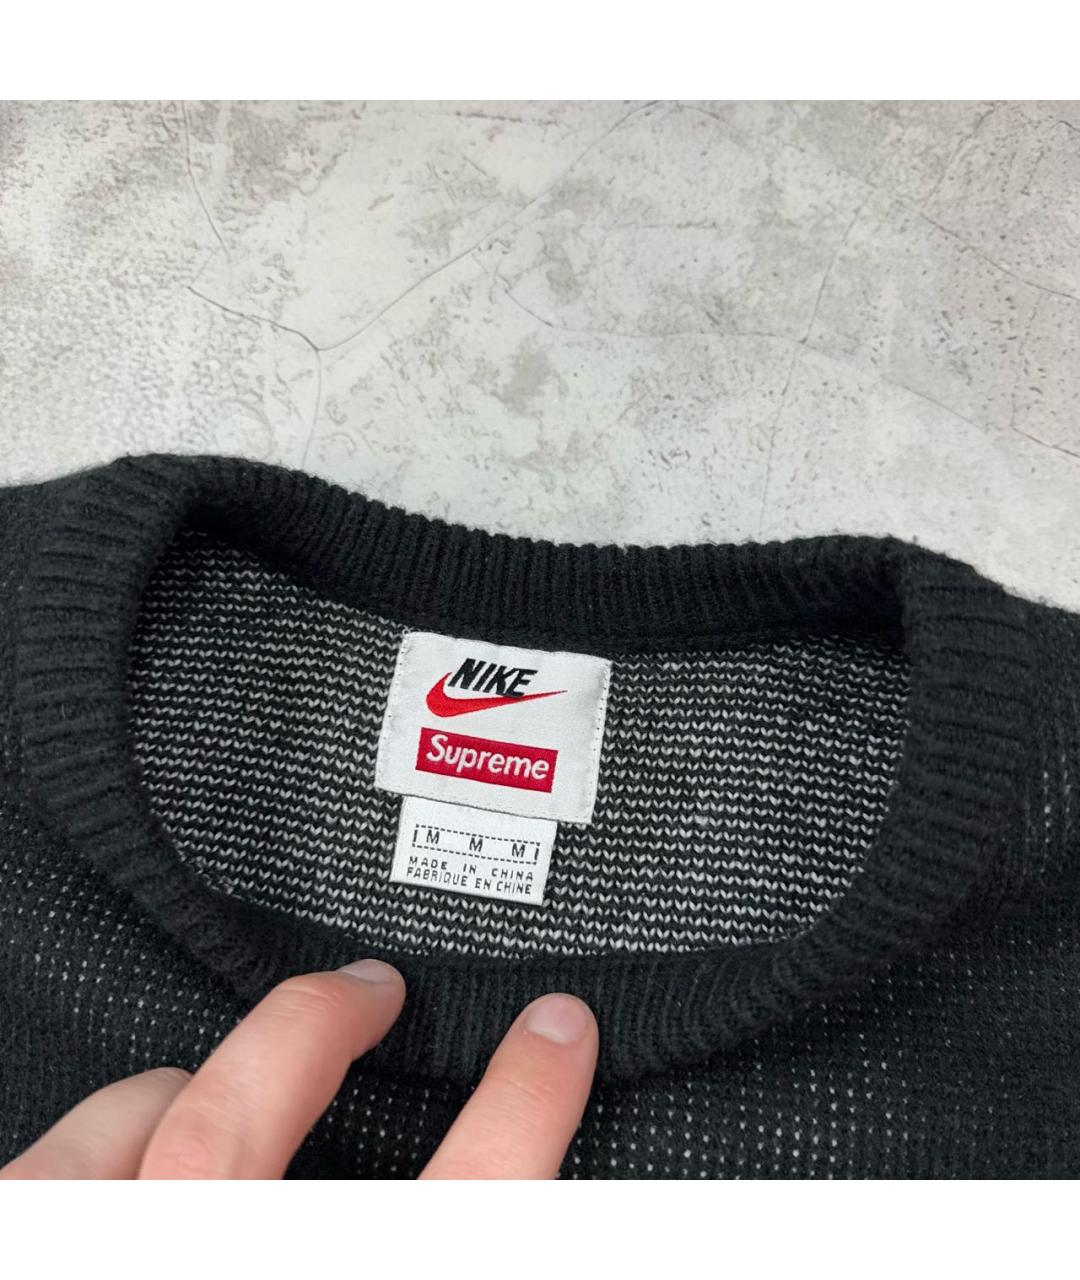 NIKE
Supreme
M M M
MADE IN CHINA
FABRIQUE EN CHINE